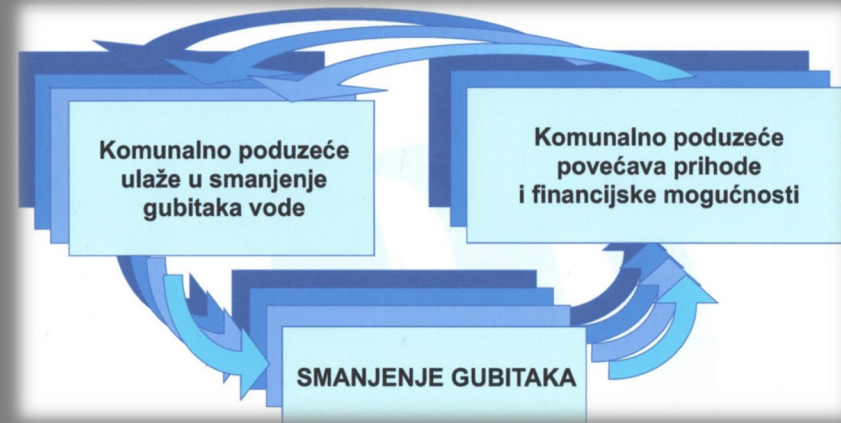 Komunalno poduzeće
ulaže u smanjenje
gubitaka vode
Komunalno poduzeće
povećava prihode
i financijske mogućnosti
SMANJENJE GUBITAKA